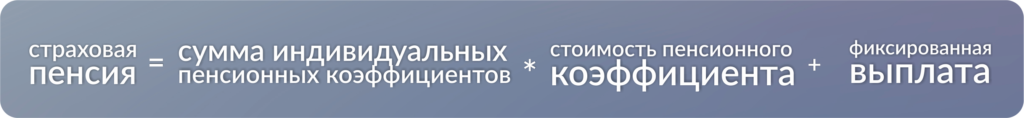 страховая
пенсия
=
сумма индивидуальных
пенсионных коэффициентов
*
стоимость пенсионного
коэффициента
+
фиксированная
выплата